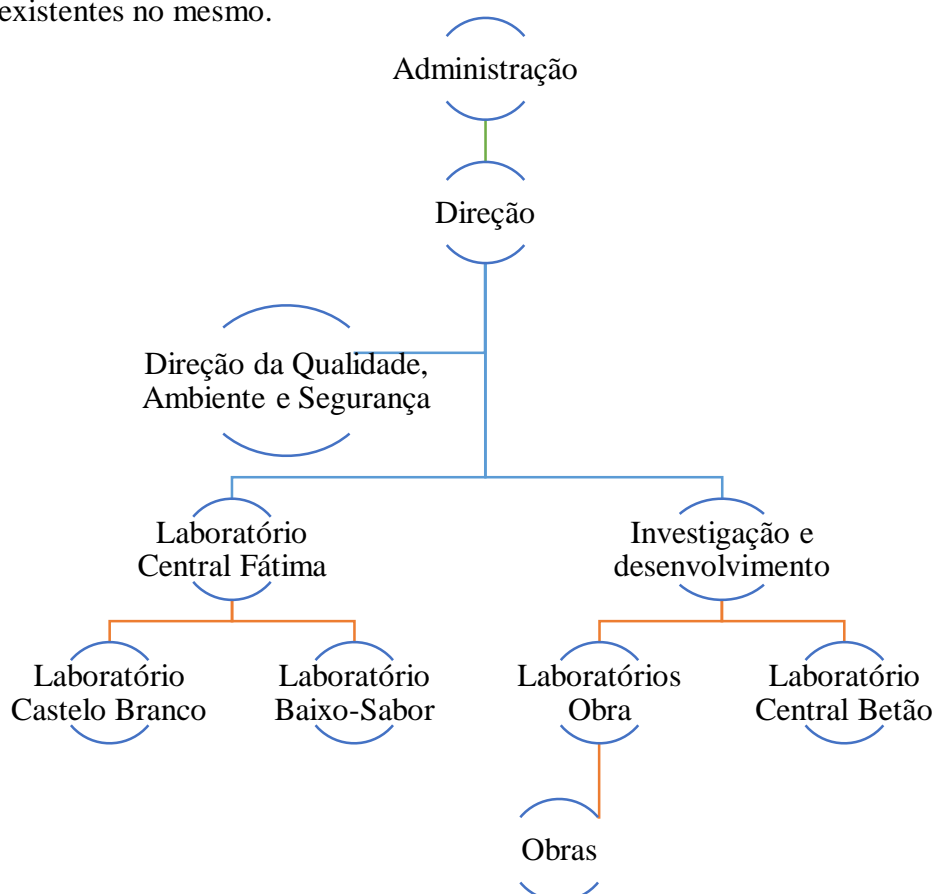 existentes no mesmo.
Administração
Direção
Direção da Qualidade,
Ambiente e Segurança
Laboratório
Central Fátima
Investigação e
desenvolvimento
Laboratório
Castelo Branco
Laboratório
Baixo-Sabor
Laboratórios
Obra
Laboratório
Central Betão
Obras